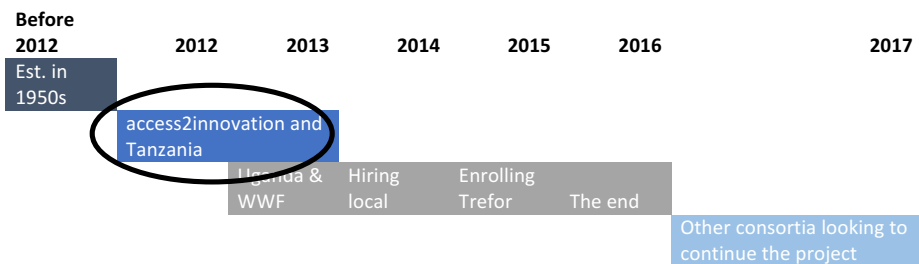 Before
2012 2012 2013 2014 2015 2016 2017
Est. in
1950s
access2innovation and
Tanzania
Uganda & Hiring Enrolling
WWF local Trefor The end
Other consortia looking to
continue the project